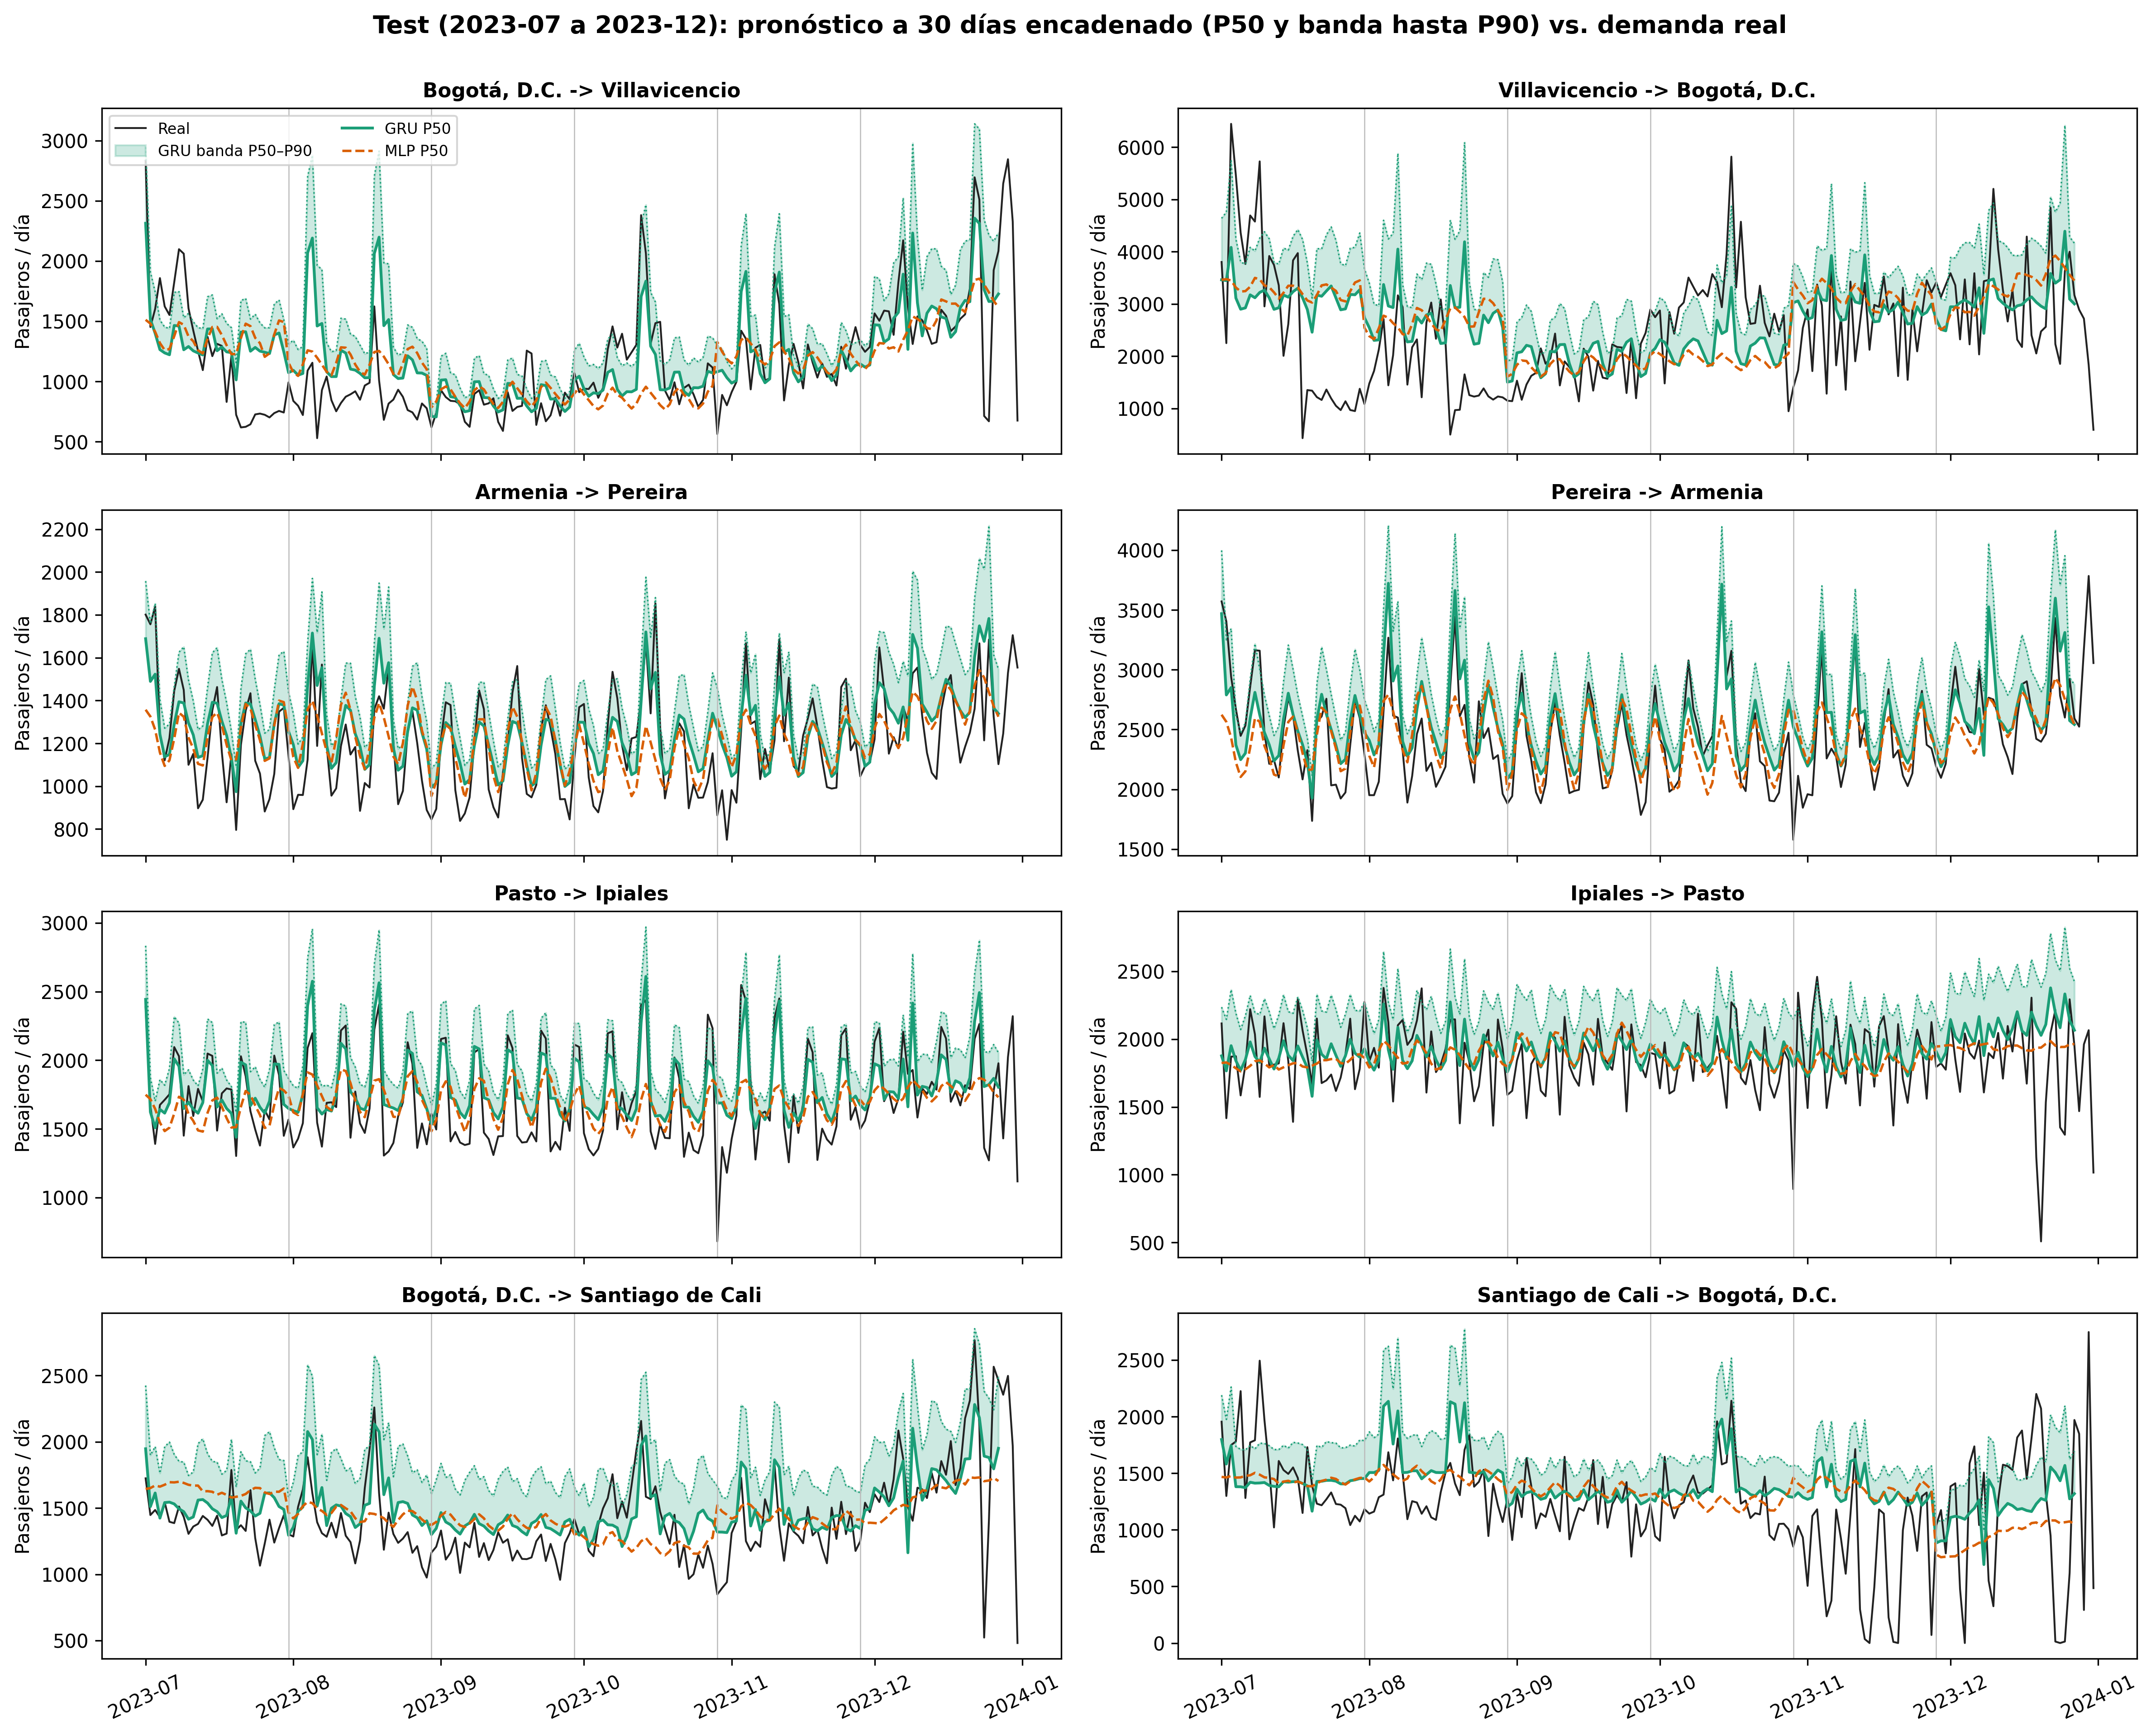 Test (2023-07 a 2023-12): pronóstico a 30 días encadenado (P50 y banda hasta P90) vs. demanda real
Bogotá, D.C. -> Villavicencio
Pasajeros / día
3000
2500
2000
1500
1000
500
Real
GRU banda P50–P90
GRU P50
MLP P50
Villavicencio -> Bogotá, D.C.
Pasajeros / día
6000
5000
4000
3000
2000
1000
Armenia -> Pereira
Pasajeros / día
2200
2000
1800
1600
1400
1200
1000
800
Pereira -> Armenia
Pasajeros / día
4000
3500
3000
2500
2000
1500
Pasto -> Ipiales
Pasajeros / día
3000
2500
2000
1500
1000
Ipiales -> Pasto
Pasajeros / día
2500
2000
1500
1000
500
Bogotá, D.C. -> Santiago de Cali
Pasajeros / día
2500
2000
1500
1000
500
2023-07
2023-08
2023-09
2023-10
2023-11
2023-12
2024-01
Santiago de Cali -> Bogotá, D.C.
Pasajeros / día
2500
2000
1500
1000
500
0
2023-07
2023-08
2023-09
2023-10
2023-11
2023-12
2024-01